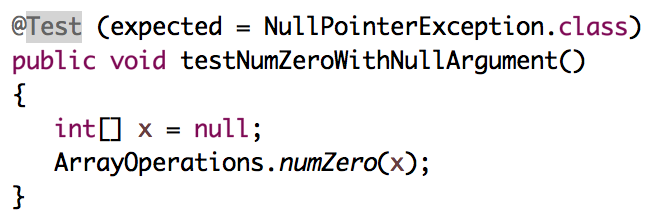 @Test (expected = NullPointerException.class)
public void testNumZeroWithNullArgument()
{
int[] x = null;
ArrayOperations.numZero(x);
}